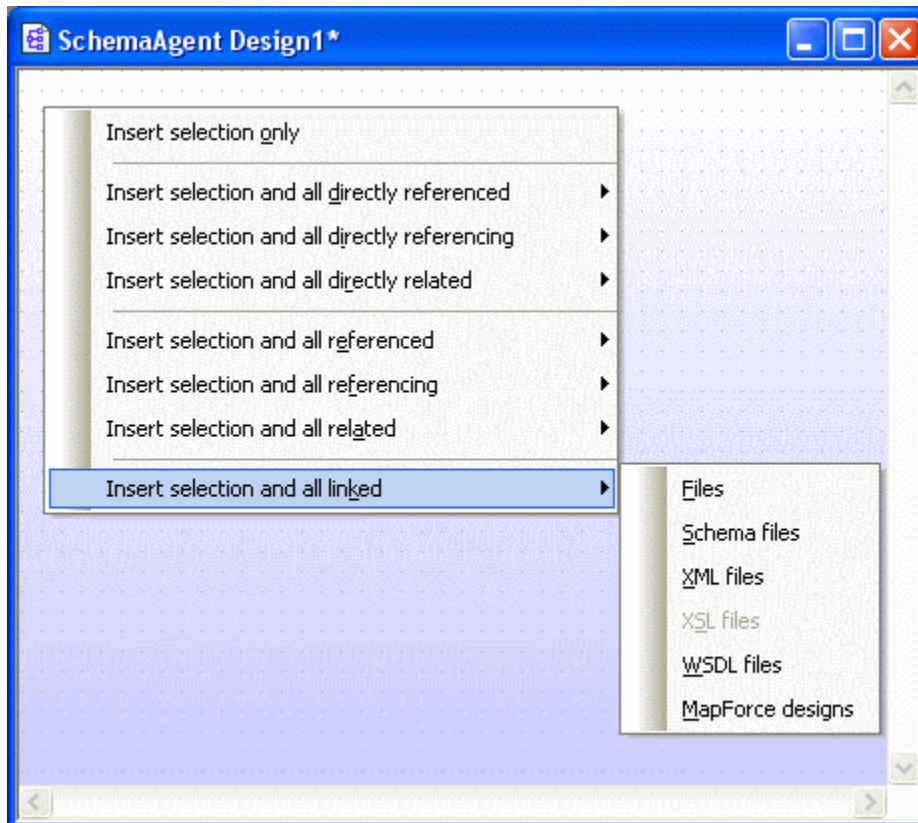 SchemaAgent Design1*
Insert selection only
Insert selection and all directly referenced
Insert selection and all directly referencing
Insert selection and all directly related
Insert selection and all referenced
Insert selection and all referencing
Insert selection and all related
Insert selection and all linked
Files
Schema files
XML files
XSL files
WSDL files
MapForce designs